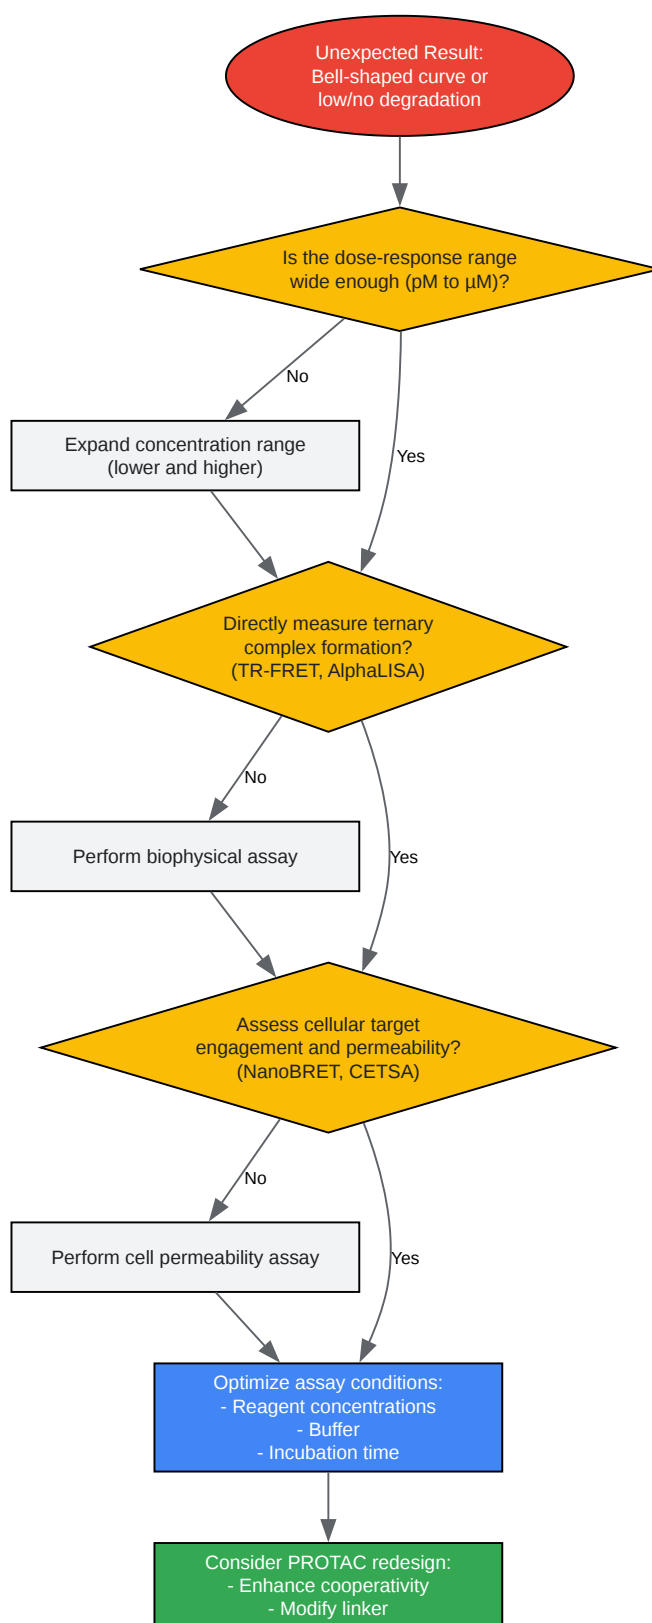 Unexpected Result:
Bell-shaped curve or
low/no degradation
Is the dose-response range
wide enough (pM to µM)?
No
Expand concentration range
(lower and higher)
Yes
Directly measure ternary
complex formation?
(TR-FRET, AlphaLISA)
No
Perform biophysical assay
Yes
Assess cellular target
engagement and permeability?
(NanoBRET, CETSA)
No
Perform cell permeability assay
Yes
Optimize assay conditions:
- Reagent concentrations
- Buffer
- Incubation time
Consider PROTAC redesign:
- Enhance cooperativity
- Modify linker